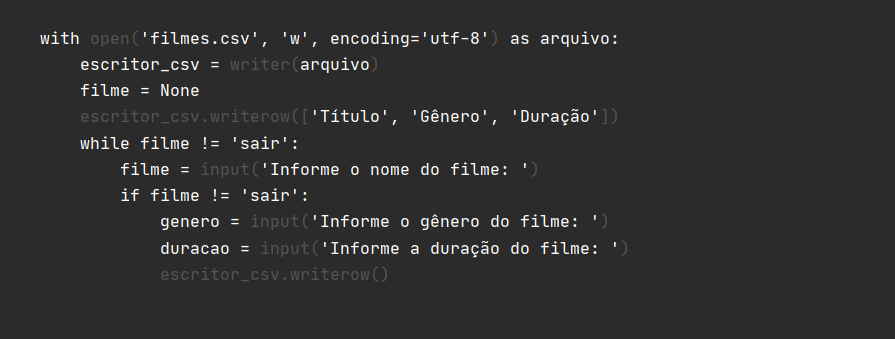 with open('filmes.csv', 'w', encoding='utf-8') as arquivo:
    escritor_csv = writer(arquivo)
    filme = None
    escritor_csv.writerow(['Título', 'Gênero', 'Duração'])
    while filme != 'sair':
        filme = input('Informe o nome do filme: ')
        if filme != 'sair':
            genero = input('Informe o gênero do filme: ')
            duracao = input('Informe a duração do filme: ')
            escritor_csv.writerow()